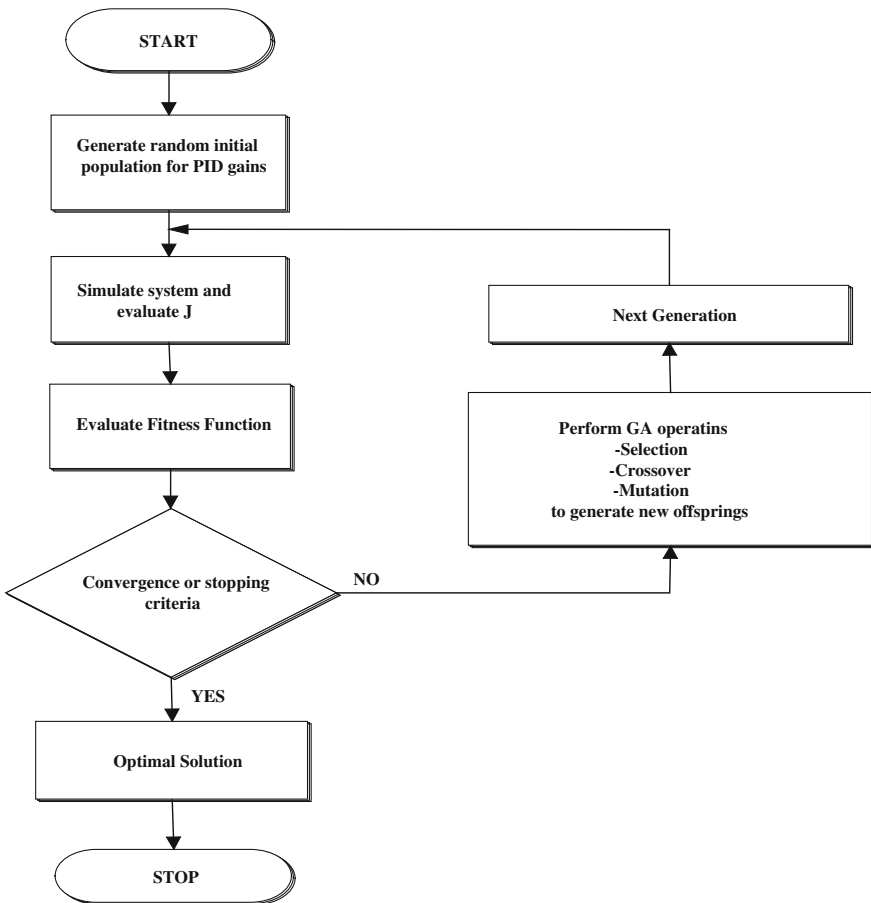 START
Generate random initial
population for PID gains
Simulate system and
evaluate J
Evaluate Fitness Function
Convergence or stopping
criteria
NO
YES
Optimal Solution
STOP
Next Generation
Perform GA operatins
-Selection
-Crossover
-Mutation
to generate new offsprings